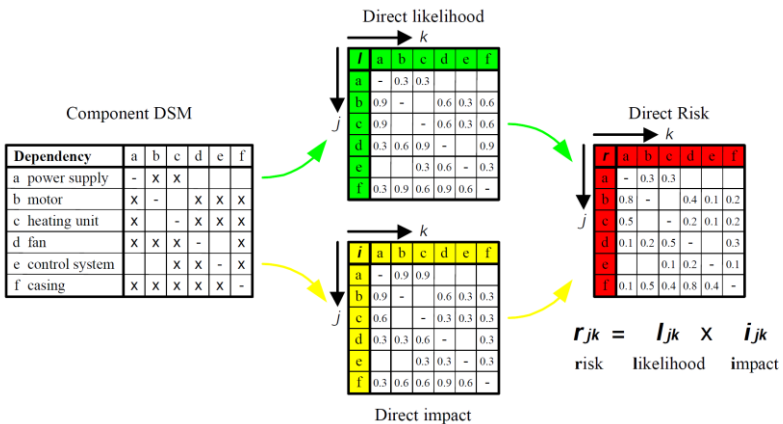 Direct likelihood
k
j
l a b c d e f
a - 0.3 0.3
b 0.9 - 0.6 0.3 0.6
c 0.9 - 0.6 0.3 0.6
d 0.3 0.6 0.9 - 0.9
e 0.3 0.6 - 0.3
f 0.3 0.9 0.6 0.9 0.6 -
Component DSM
Dependency a b c d e f
a power supply - x x
b motor x - x x x
c heating unit x - x x x
d fan x x x - x
e control system x x - x
f casing x x x x x -
k
j
i a b c d e f
a - 0.9 0.9
b 0.9 - 0.6 0.3 0.3
c 0.6 - 0.3 0.3 0.3
d 0.3 0.3 0.6 - 0.3
e 0.3 0.3 - 0.3
f 0.3 0.6 0.6 0.9 0.6 -
Direct impact
Direct Risk
k
j
r a b c d e f
a - 0.3 0.3
b 0.8 - 0.4 0.1 0.2
c 0.5 - 0.2 0.1 0.2
d 0.1 0.2 0.5 - 0.3
e 0.1 0.2 - 0.1
f 0.1 0.5 0.4 0.8 0.4 -
rjk = ljk x ijk
risk likelihood impact